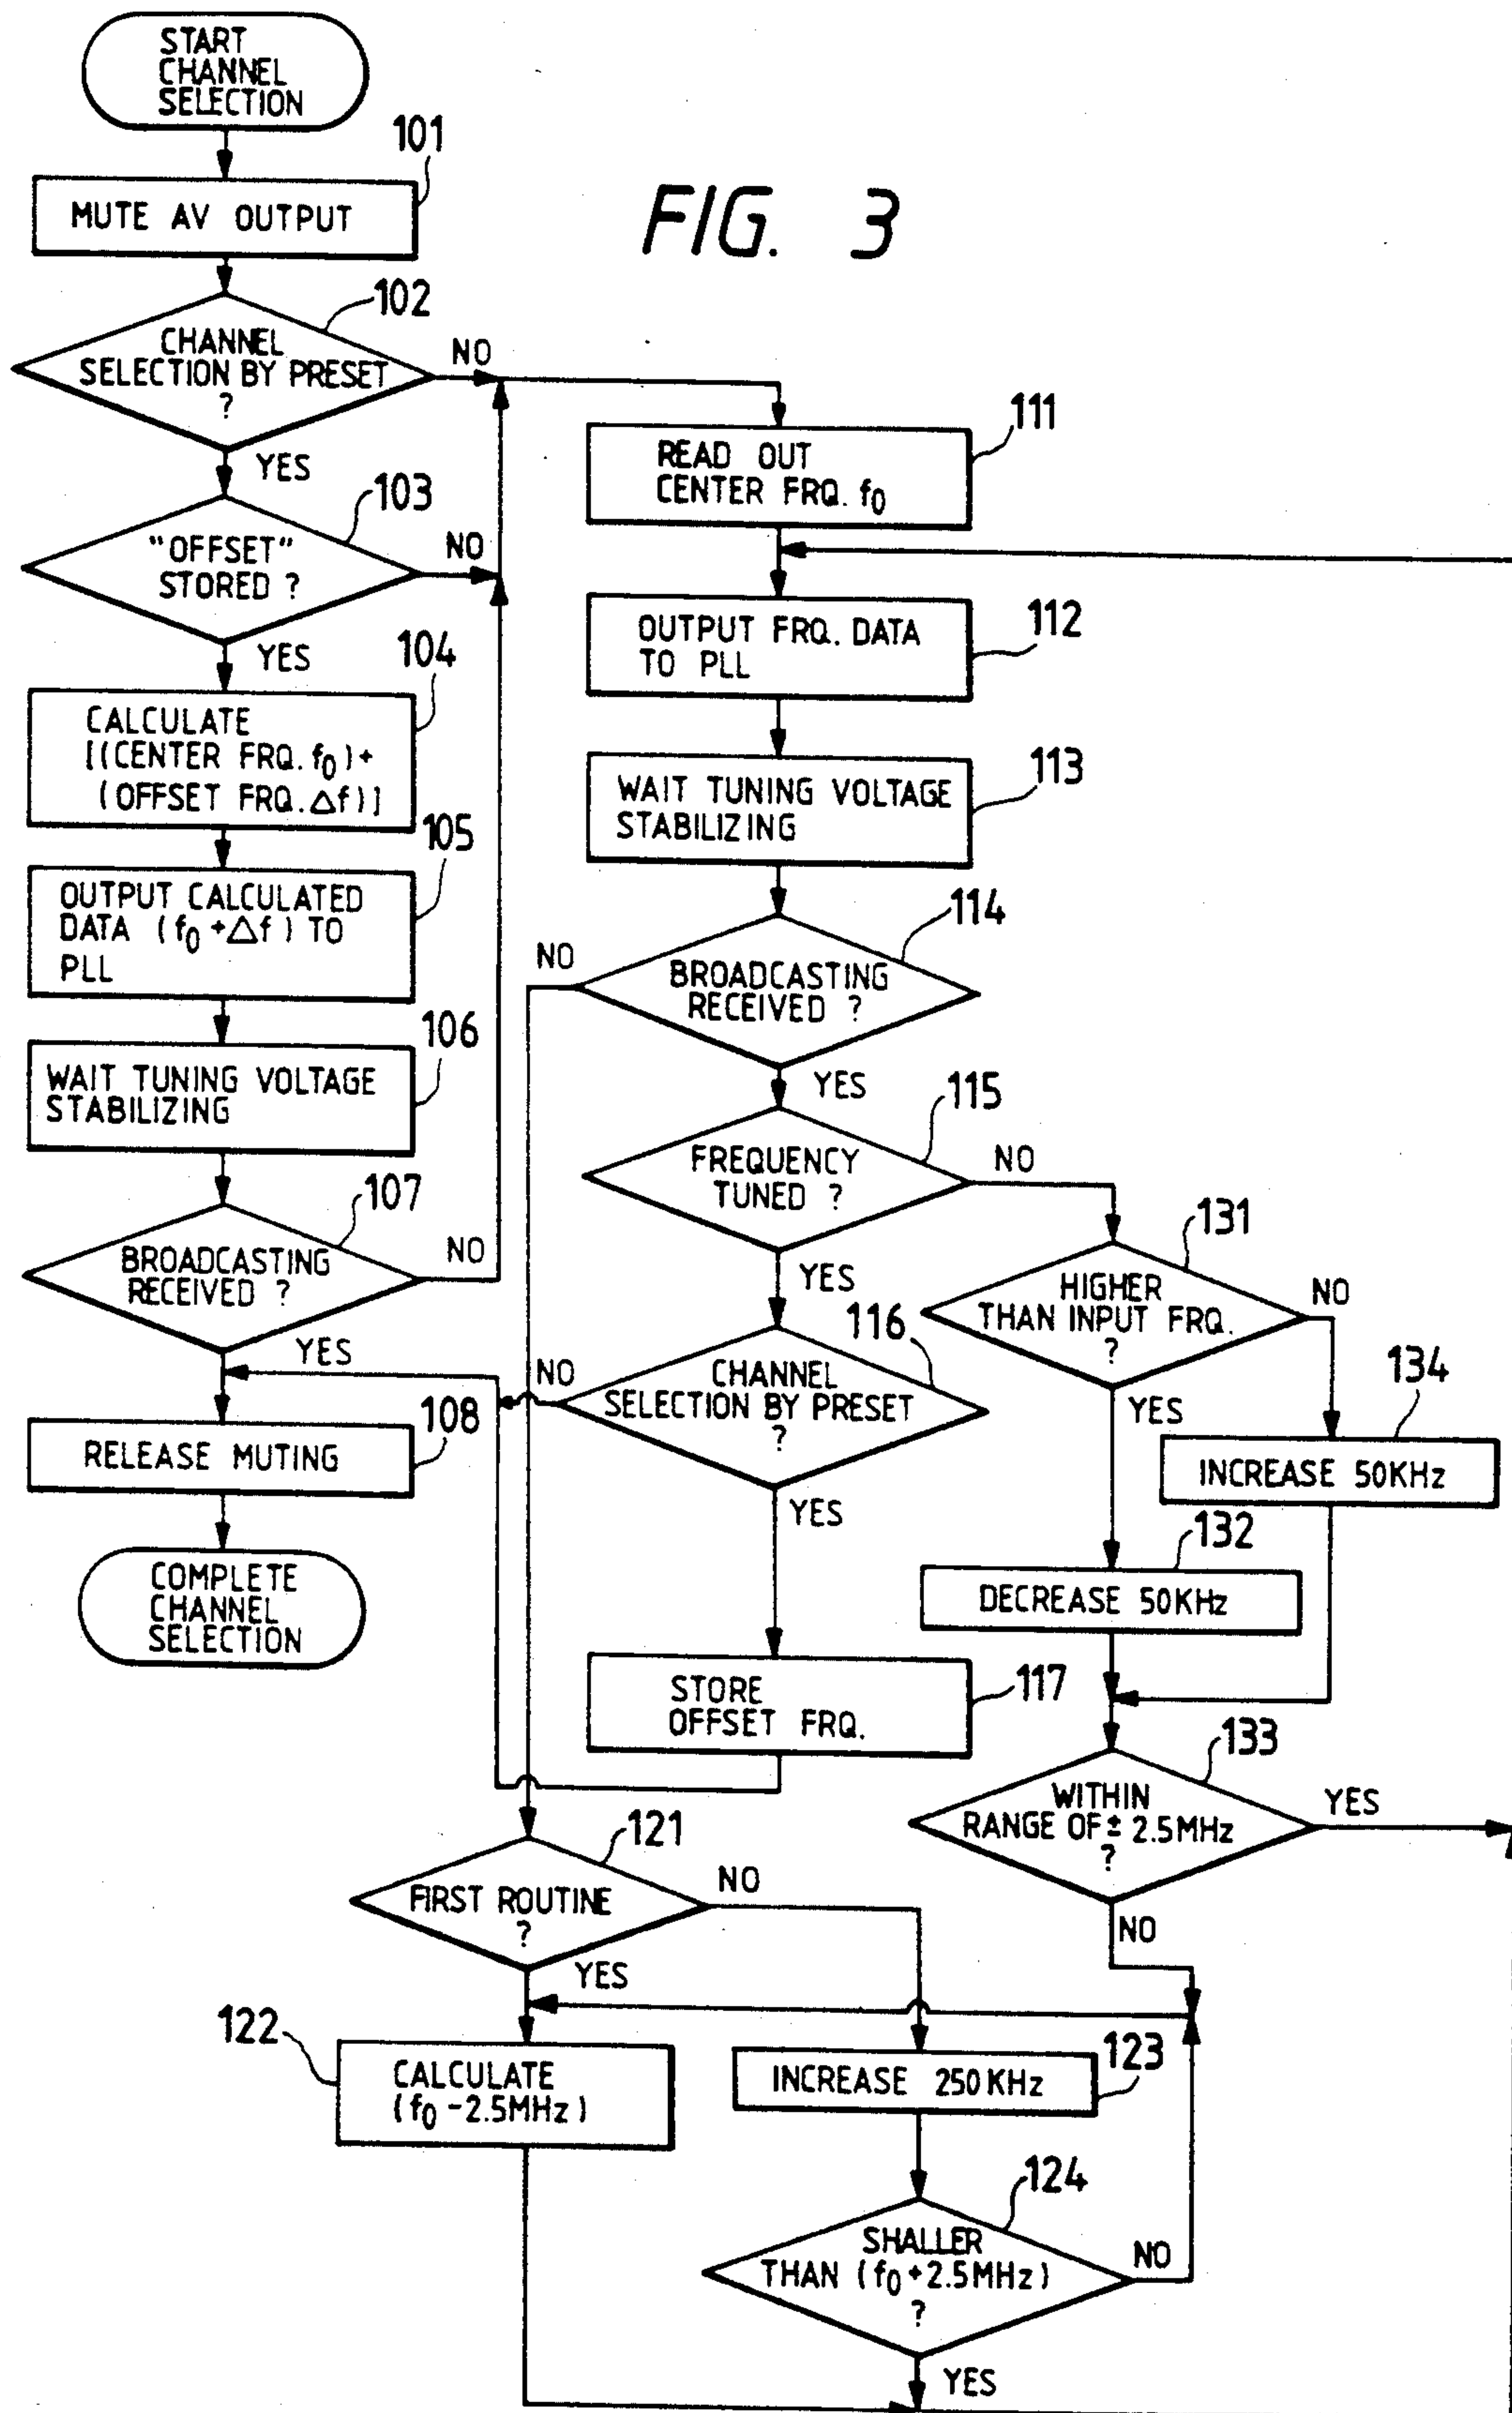 START
CHANNEL
SELECTION
101
MUTE AV OUTPUT
FIG. 3
102
CHANNEL
SELECTION BY PRESET
?
NO
YES
103
"OFFSET"
STORED ?
NO
YES
104
CALCULATE
[((CENTER FRQ. f0)+
(OFFSET FRQ. Δf)]
105
OUTPUT CALCULATED
DATA (f0 +Δf) TO
PLL
106
WAIT TUNING VOLTAGE
STABILIZING
107
BROADCASTING
RECEIVED ?
NO
YES
108
RELEASE MUTING
COMPLETE
CHANNEL
SELECTION
111
READ OUT
CENTER FRQ. f0
112
OUTPUT FRQ. DATA
TO PLL
113
WAIT TUNING VOLTAGE
STABILIZING
114
NO
BROADCASTING
RECEIVED ?
YES
115
FREQUENCY
TUNED ?
NO
YES
116
NO
CHANNEL
SELECTION BY PRESET
?
YES
117
STORE
OFFSET FRQ.
131
HIGHER
THAN INPUT FRQ.
?
NO
YES
134
INCREASE 50KHz
132
DECREASE 50KHz
133
WITHIN
RANGE OF ± 2.5MHz
?
YES
NO
121
FIRST ROUTINE
?
NO
YES
122
CALCULATE
(f0 -2.5MHz)
123
INCREASE 250KHz
124
SHALLER
THAN (f0 +2.5MHz)
?
NO
YES